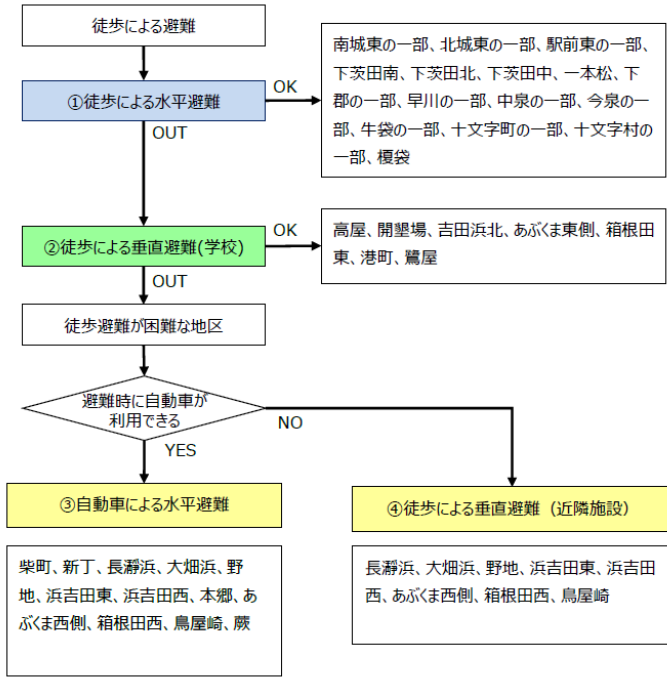 徒歩による避難
①徒歩による水平避難
OK
南城東の一部、北城東の一部、駅前東の一部、
下茨田南、下茨田北、下茨田中、一本松、下
郡の一部、早川の一部、中泉の一部、今泉の一
部、牛袋の一部、十文字町の一部、十文字村の
一部、榎袋
OUT
②徒歩による垂直避難(学校)
OK
高屋、開墾場、吉田浜北、あぶくま東側、箱根田
東、港町、鷺屋
OUT
徒歩避難が困難な地区
避難時に自動車が
利用できる
NO
YES
③自動車による水平避難
④徒歩による垂直避難（近隣施設）
柴町、新丁、長瀞浜、大畑浜、野
地、浜吉田東、浜吉田西、本郷、あ
ぶくま西側、箱根田西、鳥屋崎、蕨
長瀞浜、大畑浜、野地、浜吉田東、浜吉田
西、あぶくま西側、箱根田西、鳥屋崎